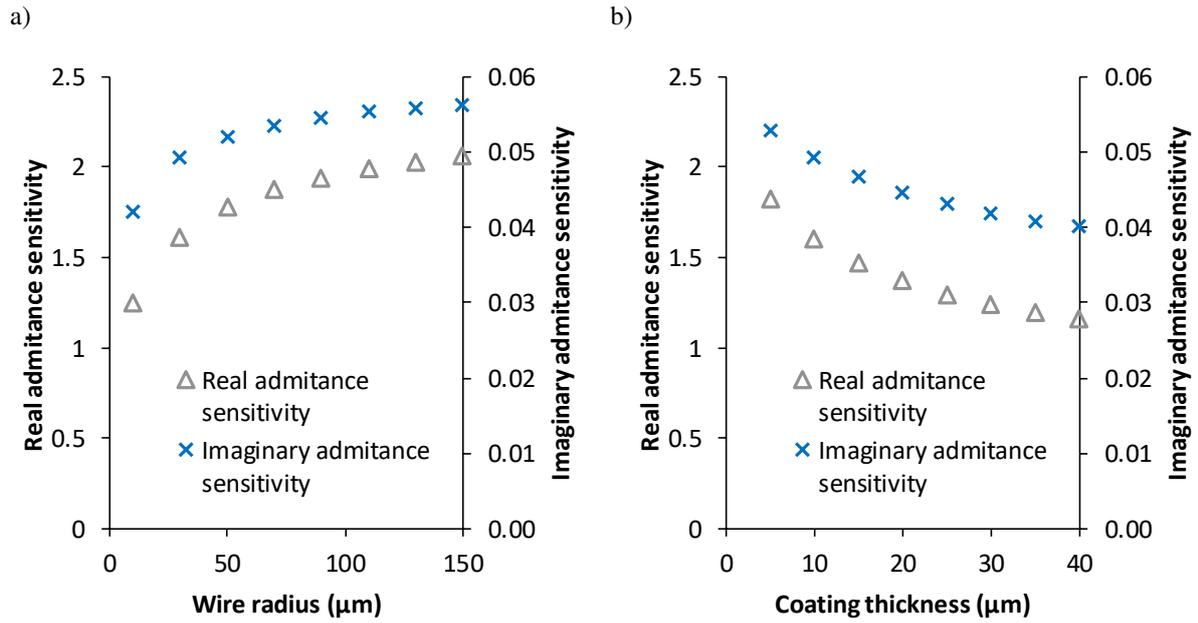 a)
Real admitance sensitivity
2.5
2
1.5
1
0.5
0
0.06
0.05
0.04
0.03
0.02
0.01
0.00
Imaginary admitance sensitivity
Real admitance
sensitivity
Imaginary admitance
sensitivity
0
50
100
150
Wire radius (µm)
b)
Real admitance sensitivity
2.5
2
1.5
1
0.5
0
0.06
0.05
0.04
0.03
0.02
0.01
0.00
Imaginary admitance sensitivity
Real admitance
sensitivity
Imaginary admitance
sensitivity
0
10
20
30
40
Coating thickness (µm)